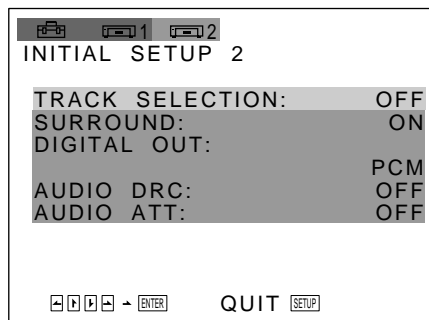 1 2
INITIAL SETUP 2
TRACK SELECTION: OFF
SURROUND: ON
DIGITAL OUT:
PCM
AUDIO DRC: OFF
AUDIO ATT: OFF
ENTER QUIT SETUP